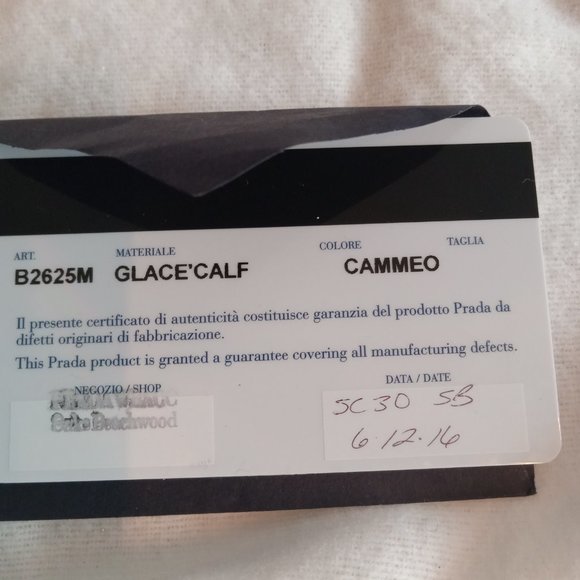 ART. MATERIALE COLORE TAGLIA
B2625M GLACE'CALF CAMMEO
Il presente certificato di autenticità costituisce garanzia del prodotto Prada da
difetti originari di fabbricazione.
This Prada product is granted a guarantee covering all manufacturing defects.
NEGOZIO / SHOP DATA / DATE
Beachwood
SC30 SB
6.12.16